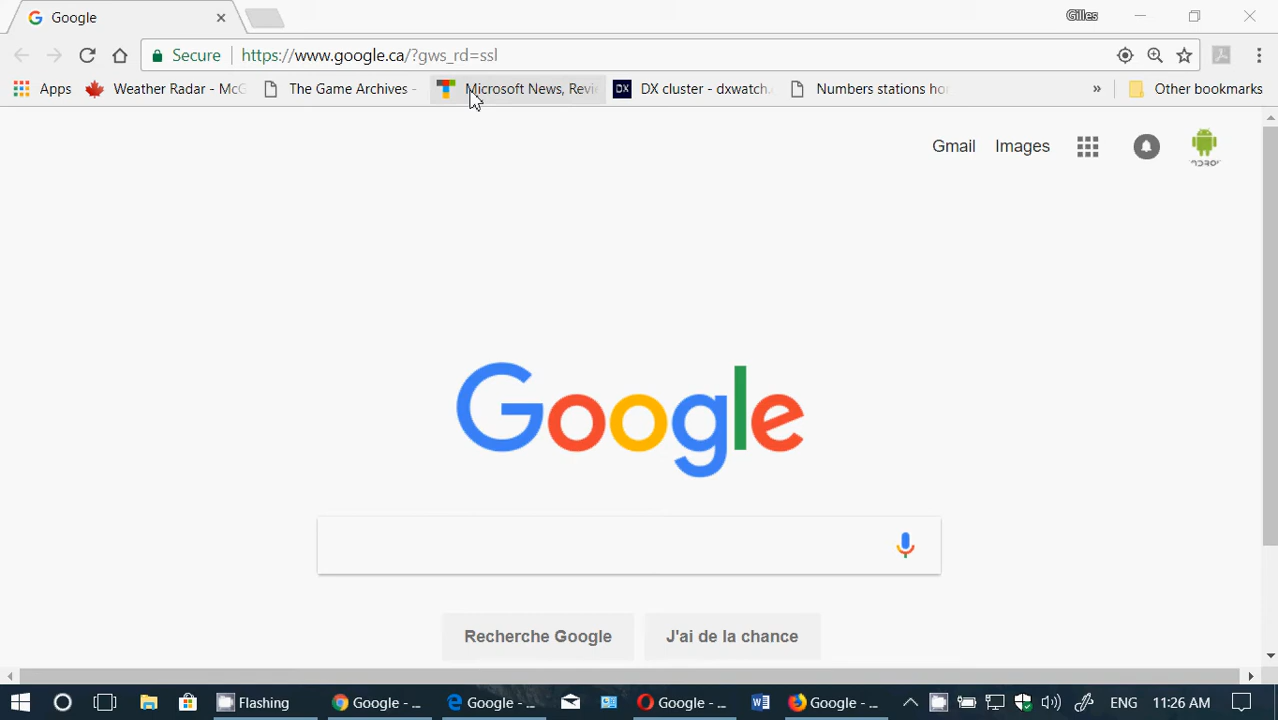 Google
Gilles
Secure
https://www.google.ca/?gws_rd=ssl
Apps
Weather Radar - McG
The Game Archives -
Microsoft News, Revi
DX
DX cluster - dxwatch.
Numbers stations ho
»
Other bookmarks
Gmail
Images
Google
Recherche Google
J'ai de la chance
Flashing
Google - ...
Google - ...
Google - ...
Google - ...
ENG
11:26 AM